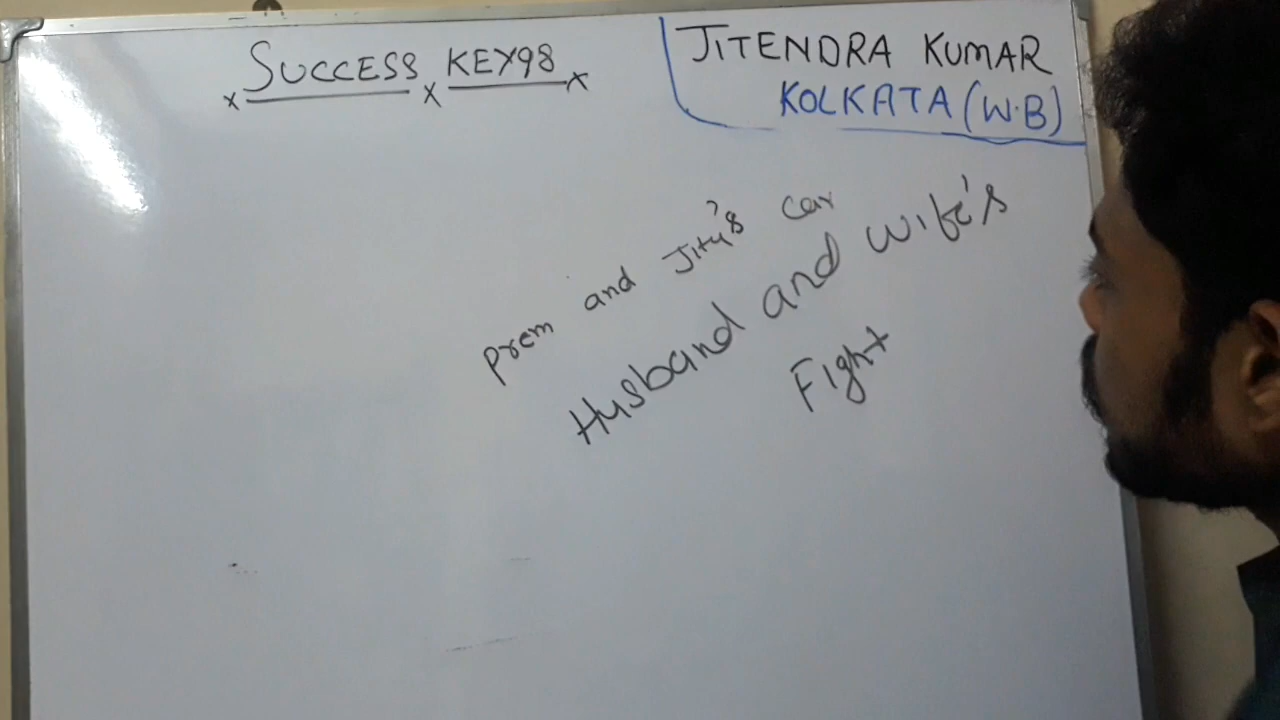 SUCCESS KEY98
JITENDRA KUMAR
KOLKATA (W.B)
Prem and Jitu's Car
Husband and Wife's
Fight